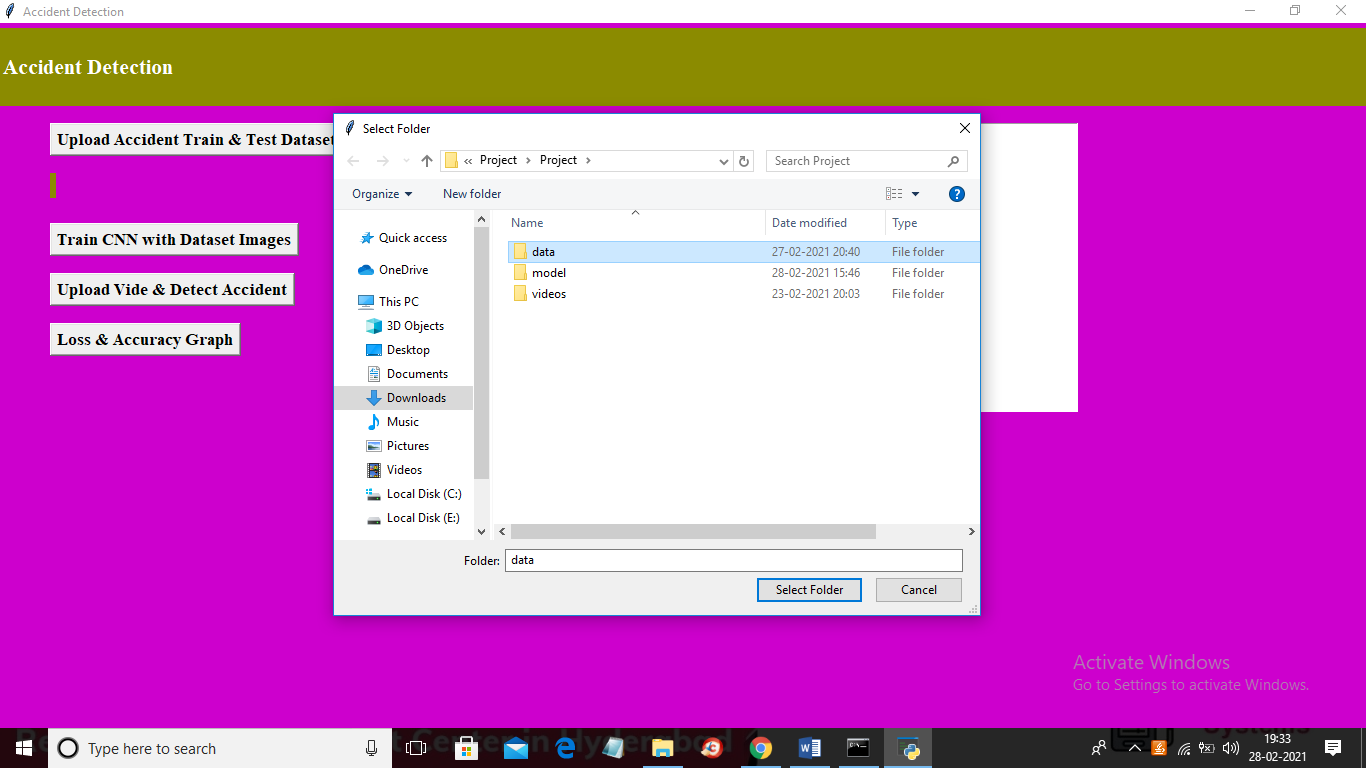 Accident Detection
Accident Detection
Upload Accident Train & Test Dataset
Train CNN with Dataset Images
Upload Vide & Detect Accident
Loss & Accuracy Graph
Select Folder
« Project > Project >
Search Project
Organize
New folder
?
Name Date modified Type
data 27-02-2021 20:40 File folder
model 28-02-2021 15:46 File folder
videos 23-02-2021 20:03 File folder
Quick access
OneDrive
This PC
3D Objects
Desktop
Documents
Downloads
Music
Pictures
Videos
Local Disk (C:)
Local Disk (E:)
Folder: data
Select Folder Cancel
Activate Windows
Go to Settings to activate Windows.
Type here to search
19:33
28-02-2021